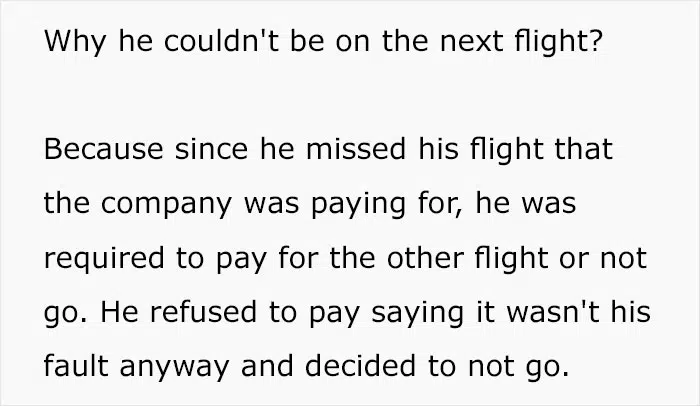 Why he couldn't be on the next flight?
Because since he missed his flight that
the company was paying for, he was
required to pay for the other flight or not
go. He refused to pay saying it wasn't his
fault anyway and decided to not go.